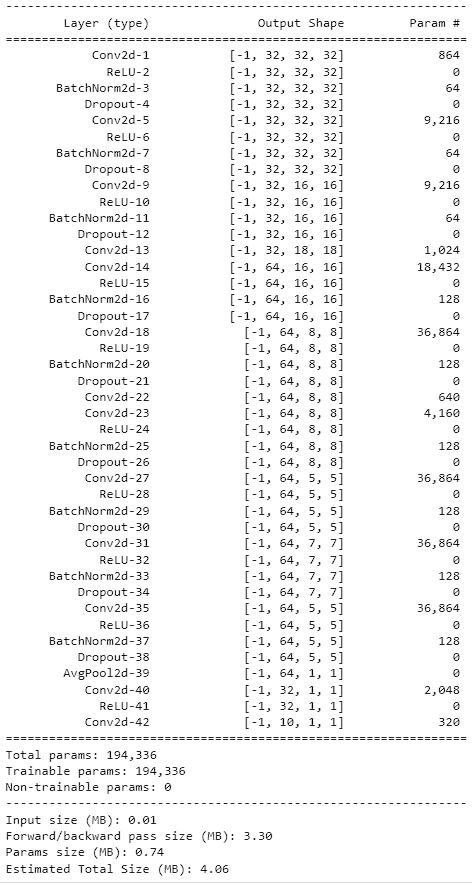 ----------------------------------------------------------------
Layer (type) Output Shape Param #
================================================================
Conv2d-1 [-1, 32, 32, 32] 864
ReLU-2 [-1, 32, 32, 32] 0
BatchNorm2d-3 [-1, 32, 32, 32] 64
Dropout-4 [-1, 32, 32, 32] 0
Conv2d-5 [-1, 32, 32, 32] 9,216
ReLU-6 [-1, 32, 32, 32] 0
BatchNorm2d-7 [-1, 32, 32, 32] 64
Dropout-8 [-1, 32, 32, 32] 0
Conv2d-9 [-1, 32, 16, 16] 9,216
ReLU-10 [-1, 32, 16, 16] 0
BatchNorm2d-11 [-1, 32, 16, 16] 64
Dropout-12 [-1, 32, 16, 16] 0
Conv2d-13 [-1, 32, 18, 18] 1,024
Conv2d-14 [-1, 64, 16, 16] 18,432
ReLU-15 [-1, 64, 16, 16] 0
BatchNorm2d-16 [-1, 64, 16, 16] 128
Dropout-17 [-1, 64, 16, 16] 0
Conv2d-18 [-1, 64, 8, 8] 36,864
ReLU-19 [-1, 64, 8, 8] 0
BatchNorm2d-20 [-1, 64, 8, 8] 128
Dropout-21 [-1, 64, 8, 8] 0
Conv2d-22 [-1, 64, 8, 8] 640
Conv2d-23 [-1, 64, 8, 8] 4,160
ReLU-24 [-1, 64, 8, 8] 0
BatchNorm2d-25 [-1, 64, 8, 8] 128
Dropout-26 [-1, 64, 8, 8] 0
Conv2d-27 [-1, 64, 5, 5] 36,864
ReLU-28 [-1, 64, 5, 5] 0
BatchNorm2d-29 [-1, 64, 5, 5] 128
Dropout-30 [-1, 64, 5, 5] 0
Conv2d-31 [-1, 64, 7, 7] 36,864
ReLU-32 [-1, 64, 7, 7] 0
BatchNorm2d-33 [-1, 64, 7, 7] 128
Dropout-34 [-1, 64, 7, 7] 0
Conv2d-35 [-1, 64, 5, 5] 36,864
ReLU-36 [-1, 64, 5, 5] 0
BatchNorm2d-37 [-1, 64, 5, 5] 128
Dropout-38 [-1, 64, 5, 5] 0
AvgPool2d-39 [-1, 64, 1, 1] 0
Conv2d-40 [-1, 32, 1, 1] 2,048
ReLU-41 [-1, 32, 1, 1] 0
Conv2d-42 [-1, 10, 1, 1] 320
================================================================
Total params: 194,336
Trainable params: 194,336
Non-trainable params: 0
----------------------------------------------------------------
Input size (MB): 0.01
Forward/backward pass size (MB): 3.30
Params size (MB): 0.74
Estimated Total Size (MB): 4.06